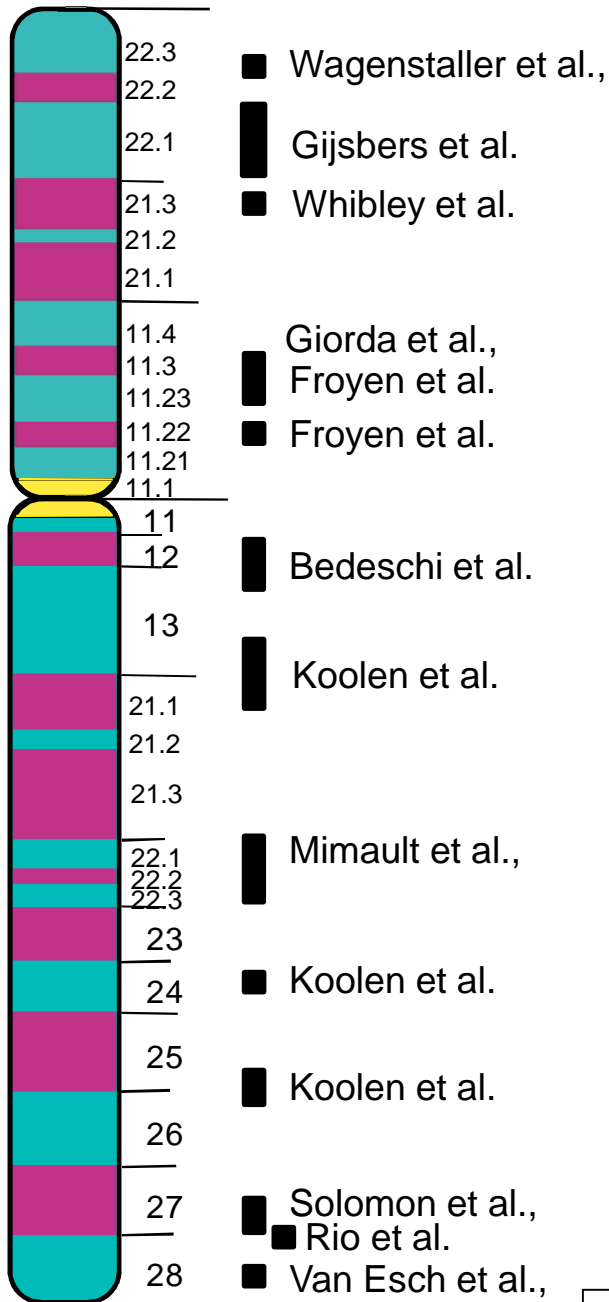 22.3
Wagenstaller et al.,
22.2
22.1
Gijsbers et al.
21.3
Whibley et al.
21.2
21.1
11.4
Giorda et al.,
11.3
Froyen et al.
11.23
11.22
Froyen et al.
11.21
11.1
11
12
Bedeschi et al.
13
Koolen et al.
21.1
21.2
21.3
22.1
Mimault et al.,
22.2
22.3
23
24
Koolen et al.
25
Koolen et al.
26
27
Solomon et al.,
Rio et al.
28
Van Esch et al.,